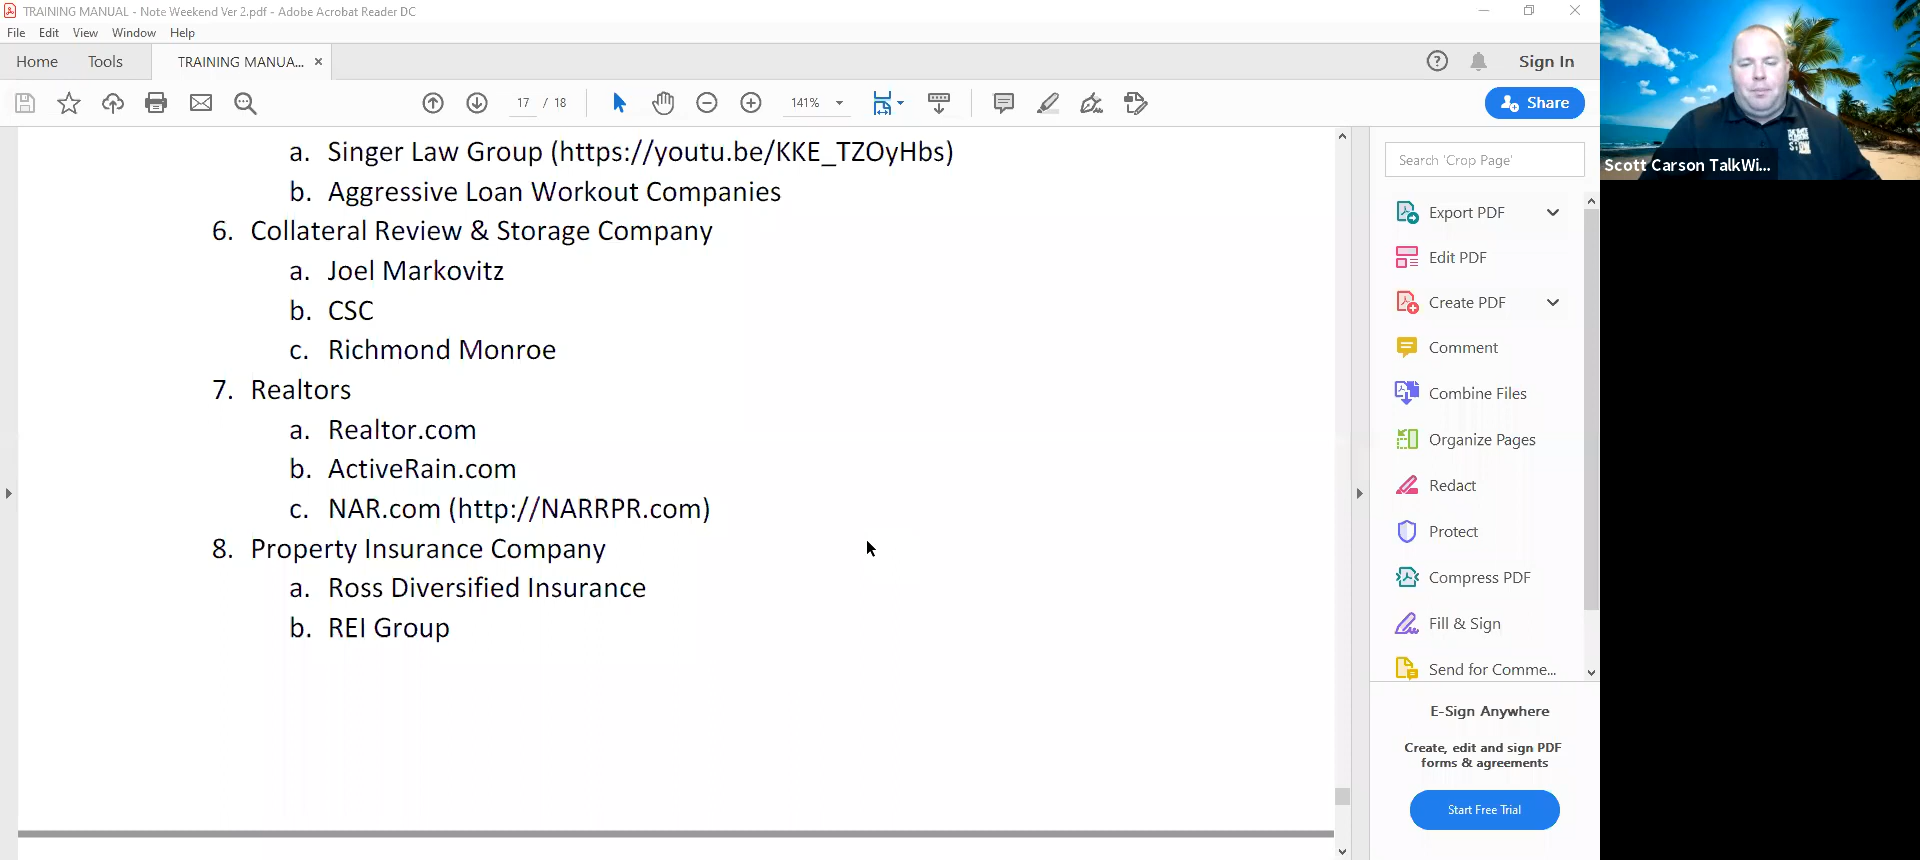 TRAINING MANUAL - Note Weekend Ver 2.pdf - Adobe Acrobat Reader DC
File Edit View Window Help
Home Tools TRAINING MANUA... Sign In
17 / 18 141% Share
a. Singer Law Group (https://youtu.be/KKE_TZOyHbs)
b. Aggressive Loan Workout Companies
6. Collateral Review & Storage Company
a. Joel Markovitz
b. CSC
c. Richmond Monroe
7. Realtors
a. Realtor.com
b. ActiveRain.com
c. NAR.com (http://NARRPR.com)
8. Property Insurance Company
a. Ross Diversified Insurance
b. REI Group
Search 'Crop Page'
Export PDF
Edit PDF
Create PDF
Comment
Combine Files
Organize Pages
Redact
Protect
Compress PDF
Fill & Sign
Send for Comme...
E-Sign Anywhere
Create, edit and sign PDF
forms & agreements
Start Free Trial
Scott Carson TalkWi...